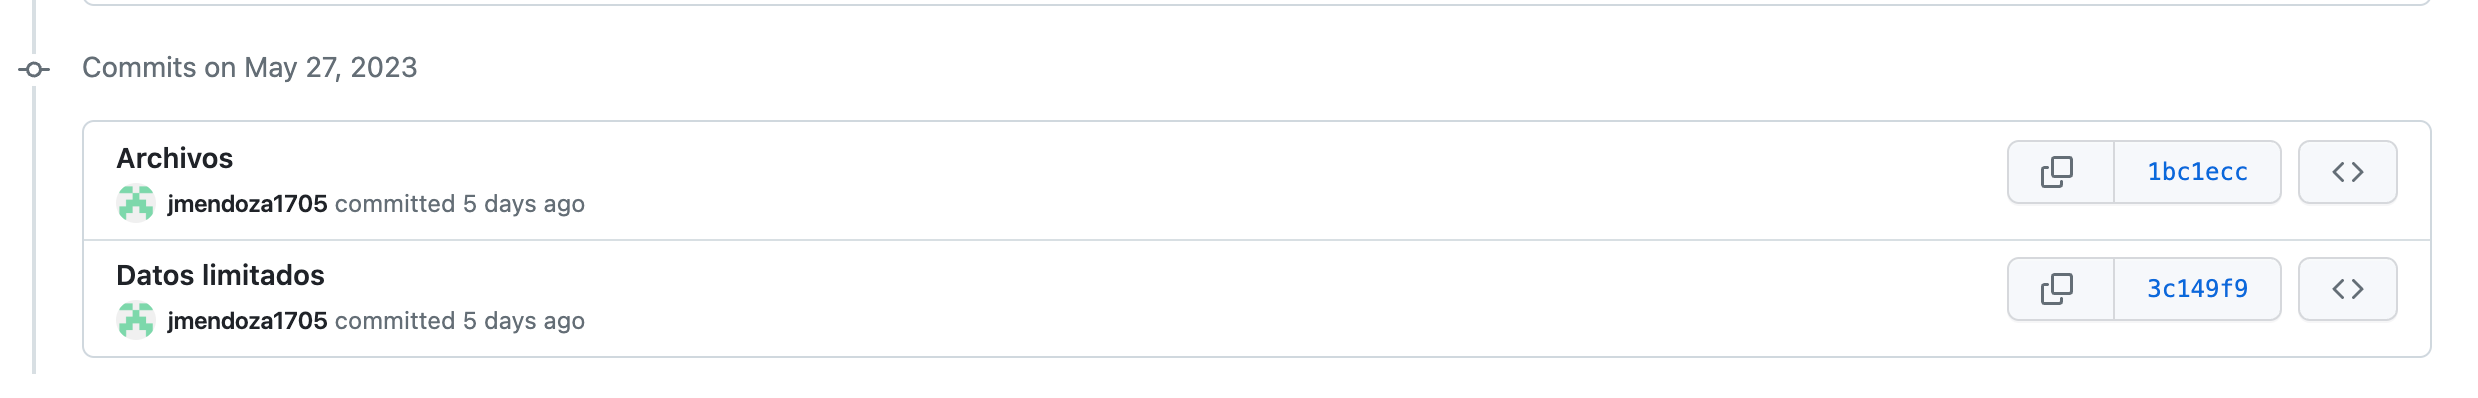 Commits on May 27, 2023
Archivos
1bc1ecc
jmendoza1705 committed 5 days ago
Datos limitados
3c149f9
jmendoza1705 committed 5 days ago